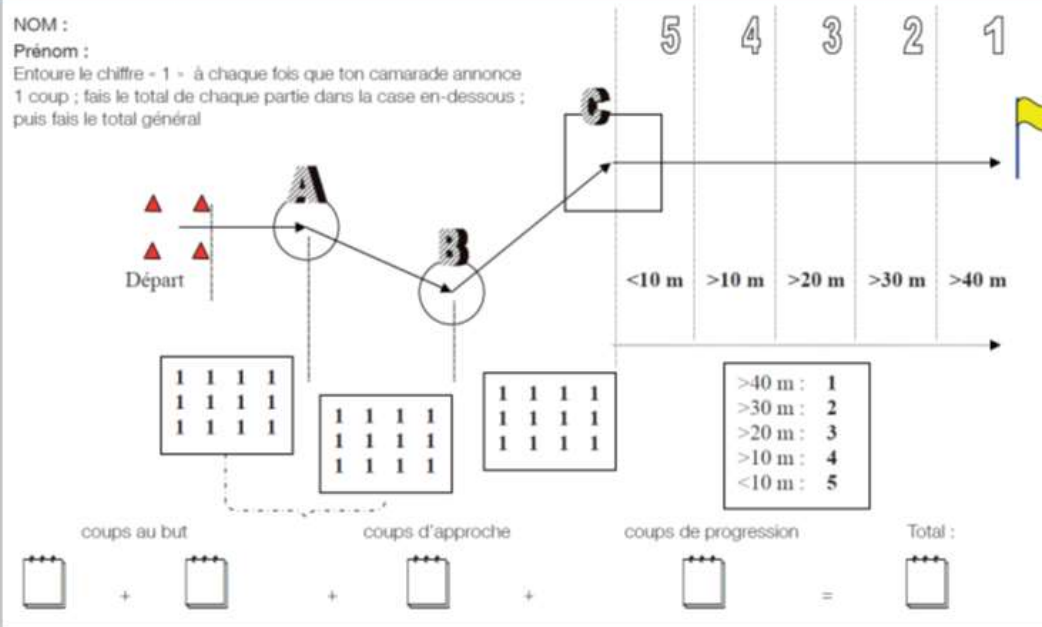 NOM :
Prénom :
Entoure le chiffre « 1 » à chaque fois que ton camarade annonce
1 coup ; fais le total de chaque partie dans la case en-dessous ;
puis fais le total général
5 4 3 2 1
A
B
C
Départ
<10 m >10 m >20 m >30 m >40 m
1 1 1 1
1 1 1 1
1 1 1 1
1 1 1 1
1 1 1 1
1 1 1 1
1 1 1 1
1 1 1 1
1 1 1 1
>40 m : 1
>30 m : 2
>20 m : 3
>10 m : 4
<10 m : 5
coups au but coups d'approche coups de progression Total :
+ + + =